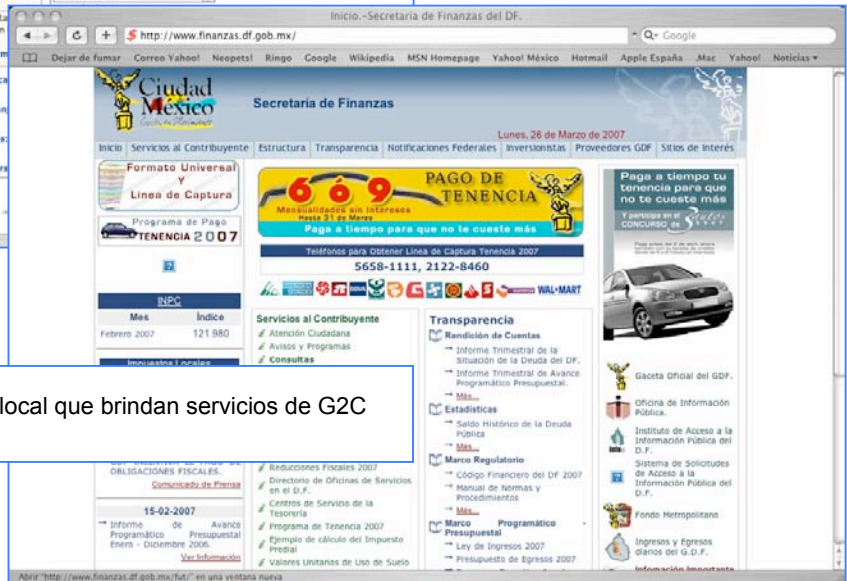 Inicio.-Secretaría de Finanzas del DF.
http://www.finanzas.df.gob.mx/
Google
Dejar de fumar Correo Yahoo! Neopets! Ringo Google Wikipedia MSN Homepage Yahoo! México Hotmail Apple España .Mac Yahoo! Noticias
Ciudad
México
Secretaría de Finanzas
Lunes, 26 de Marzo de 2007
Inicio Servicios al Contribuyente Estructura Transparencia Notificaciones Federales Inversionistas Proveedores GDF Sitios de Interés
Formato Universal
Y
Línea de Captura
Programa de Pago
TENENCIA 2007
INPC
Mes Índice
Febrero 2007 121.980
Impuestos Locales
6 ó 9
Mensualidades sin Intereses
Hasta 31 de Marzo
PAGO DE
TENENCIA
Paga a tiempo para que no te cueste más
Teléfonos para Obtener Línea de Captura Tenencia 2007
5658-1111, 2122-8460
BBVA
WAL-MART
Servicios al Contribuyente
Atención Ciudadana
Avisos y Programas
Consultas
local que brindan servicios de G2C
OBLIGACIONES FISCALES.
Comunicado de Prensa
15-02-2007
Informe de Avance
Programático Presupuestal
Enero - Diciembre 2006.
Ver Información
Reducciones Fiscales 2007
Directorio de Oficinas de Servicios
en el D.F.
Centros de Servicio de la
Tesorería
Programa de Tenencia 2007
Ejemplo de cálculo del Impuesto
Predial
Valores Unitarios de Uso de Suelo
Transparencia
Rendición de Cuentas
Informe Trimestral de la
Situación de la Deuda del DF.
Informe Trimestral de Avance
Programático Presupuestal.
Más...
Estadísticas
Saldo Histórico de la Deuda
Pública
Más...
Marco Regulatorio
Código Financiero del DF 2007
Manual de Normas y
Procedimientos
Más...
Marco Programático -
Presupuestal
Ley de Ingresos 2007
Presupuesto de Egresos 2007
Paga a tiempo tu
tenencia para que
no te cueste más
Y participa en el
CONCURSO de 5 autos
Gaceta Oficial del GDF.
Oficina de Información
Pública.
Instituto de Acceso a la
Información Pública del
D.F.
Sistema de Solicitudes
de Acceso a la
Información Pública del
D.F.
Fondo Metropolitano
Ingresos y Egresos
diarios del G.D.F.
Información Importante
Abrir "http://www.finanzas.df.gob.mx/fut/" en una ventana nueva